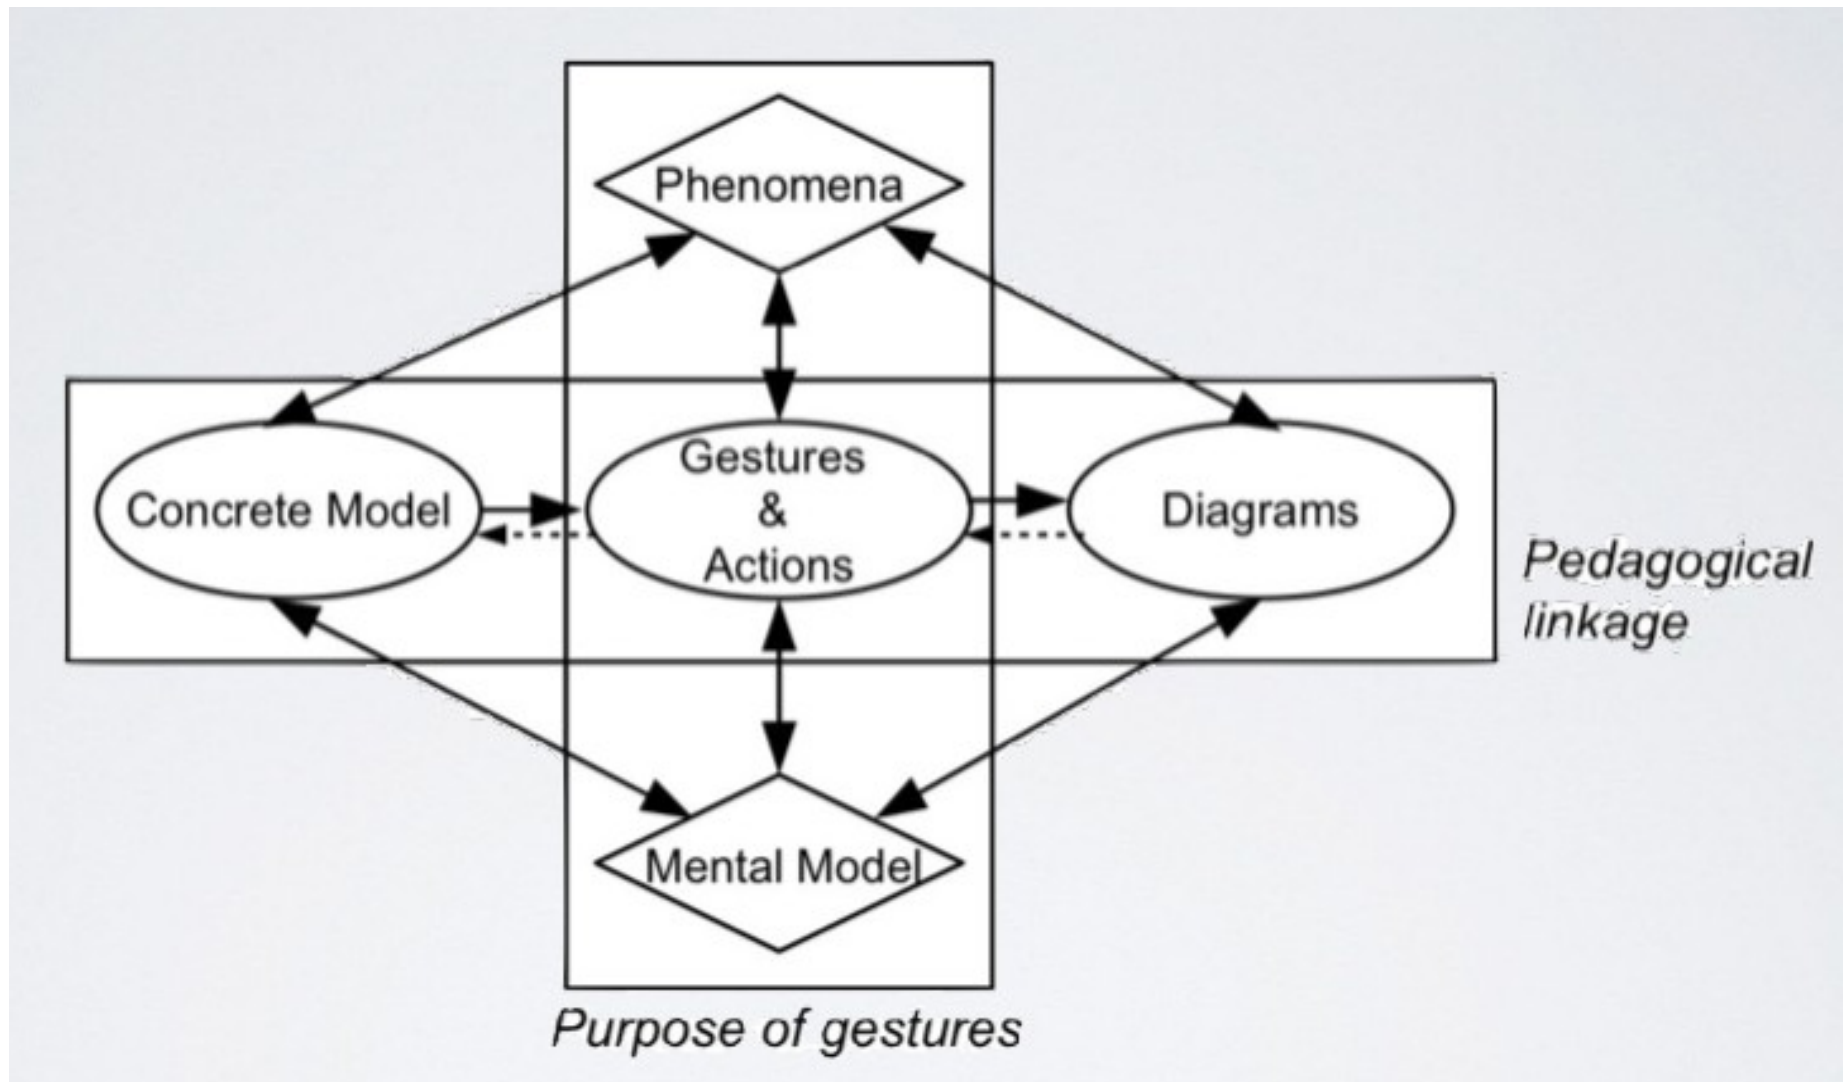 Phenomena
Gestures
Concrete Model
&
Diagrams
Actions
Pedagogical
linkage
Mental Model
Purpose of gestures